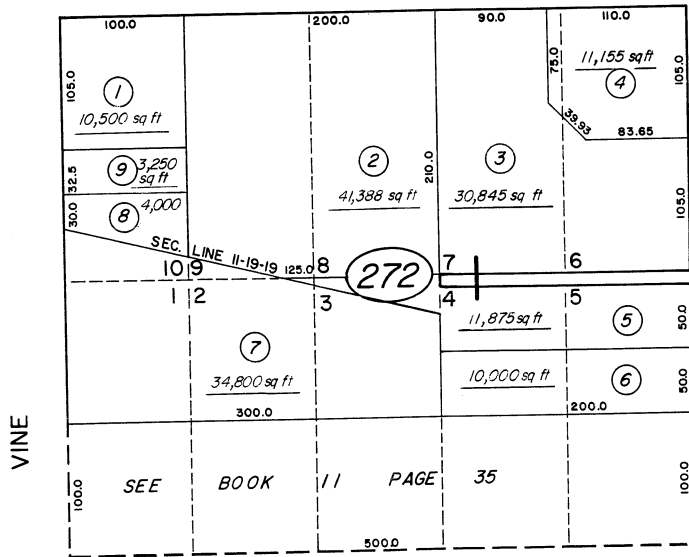 100.0 200.0 90.0 110.0
105.0
1
10,500 sq ft
2
41,388 sq ft
210.0
3
30,845 sq ft
75.0
11,155 sq ft
4
105.0
39.93
83.65
32.5
9 3,250
sq ft
30.0
8 4,000
105.0
SEC. LINE 11-19-19 125.0
10 9 8 7 6
272
1 2 3 4 5
11,875 sq ft 5 50.0
7
34,800 sq ft
10,000 sq ft 6 50.0
300.0 200.0
VINE
100.0 SEE BOOK 11 PAGE 35 100.0
500.0